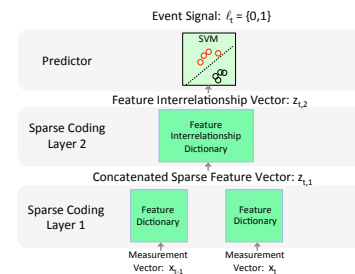 Event Signal: ℓt = {0,1}
SVM
Predictor
Feature Interrelationship Vector: zt,2
Sparse Coding
Layer 2
Feature
Interrelationship
Dictionary
Concatenated Sparse Feature Vector: zt,1
Sparse Coding
Layer 1
Feature
Dictionary
Feature
Dictionary
Measurement
Vector: xt-1
Measurement
Vector: xt